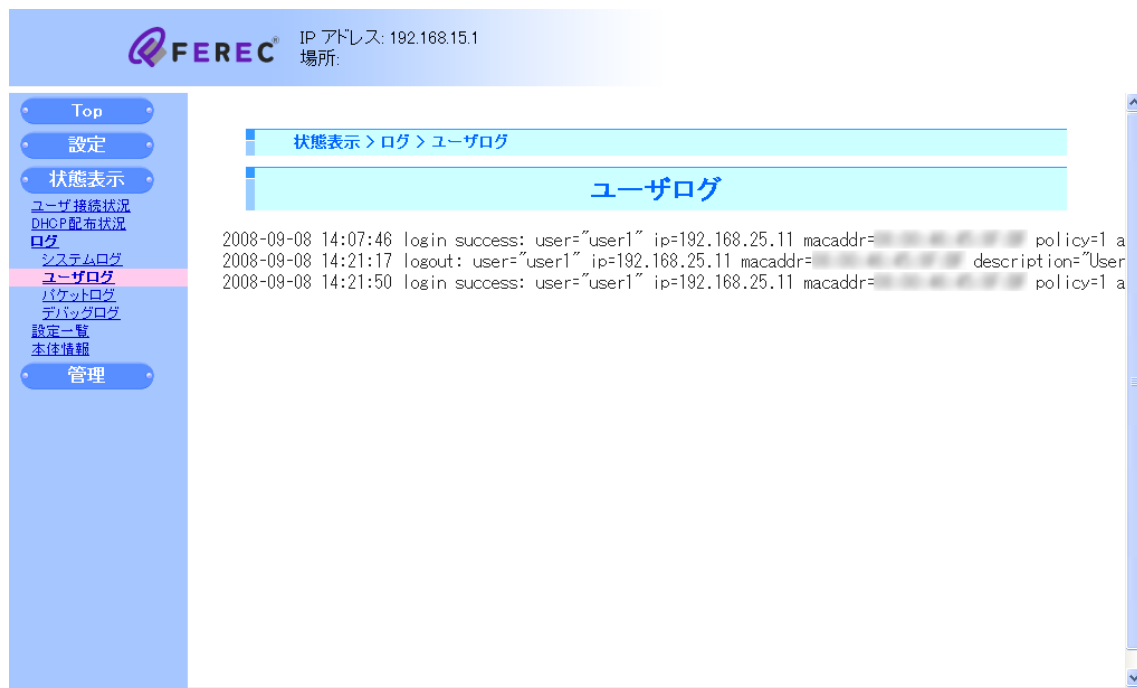 FEREC®
IP アドレス: 192.168.15.1
場所:
Top
設定
状態表示
ユーザ接続状況
DHCP配布状況
ログ
システムログ
ユーザログ
パケットログ
デバッグログ
設定一覧
本体情報
管理
状態表示 > ログ > ユーザログ
ユーザログ
2008-09-08 14:07:46 login success: user="user1" ip=192.168.25.11 macaddr= policy=1 a
2008-09-08 14:21:17 logout: user="user1" ip=192.168.25.11 macaddr= description="User
2008-09-08 14:21:50 login success: user="user1" ip=192.168.25.11 macaddr= policy=1 a